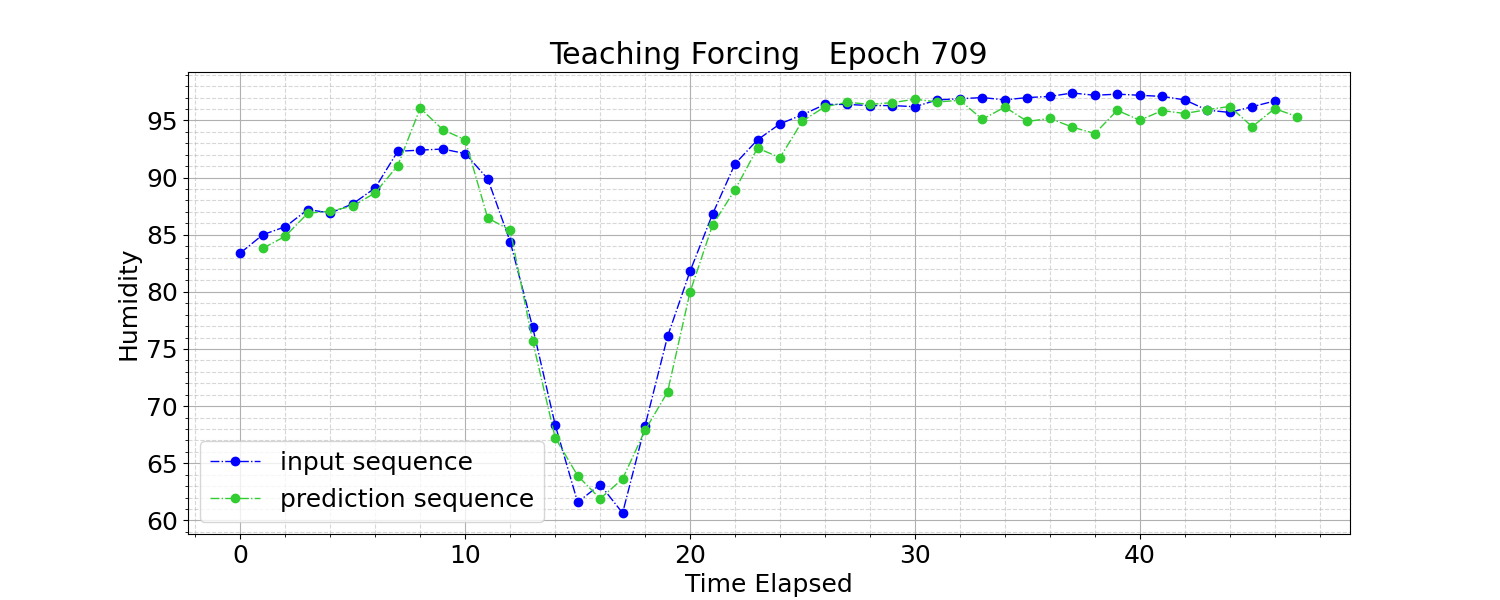 Teaching Forcing   Epoch 709
Humidity
95
90
85
80
75
70
65
60
input sequence
prediction sequence
0 10 20 30 40
Time Elapsed